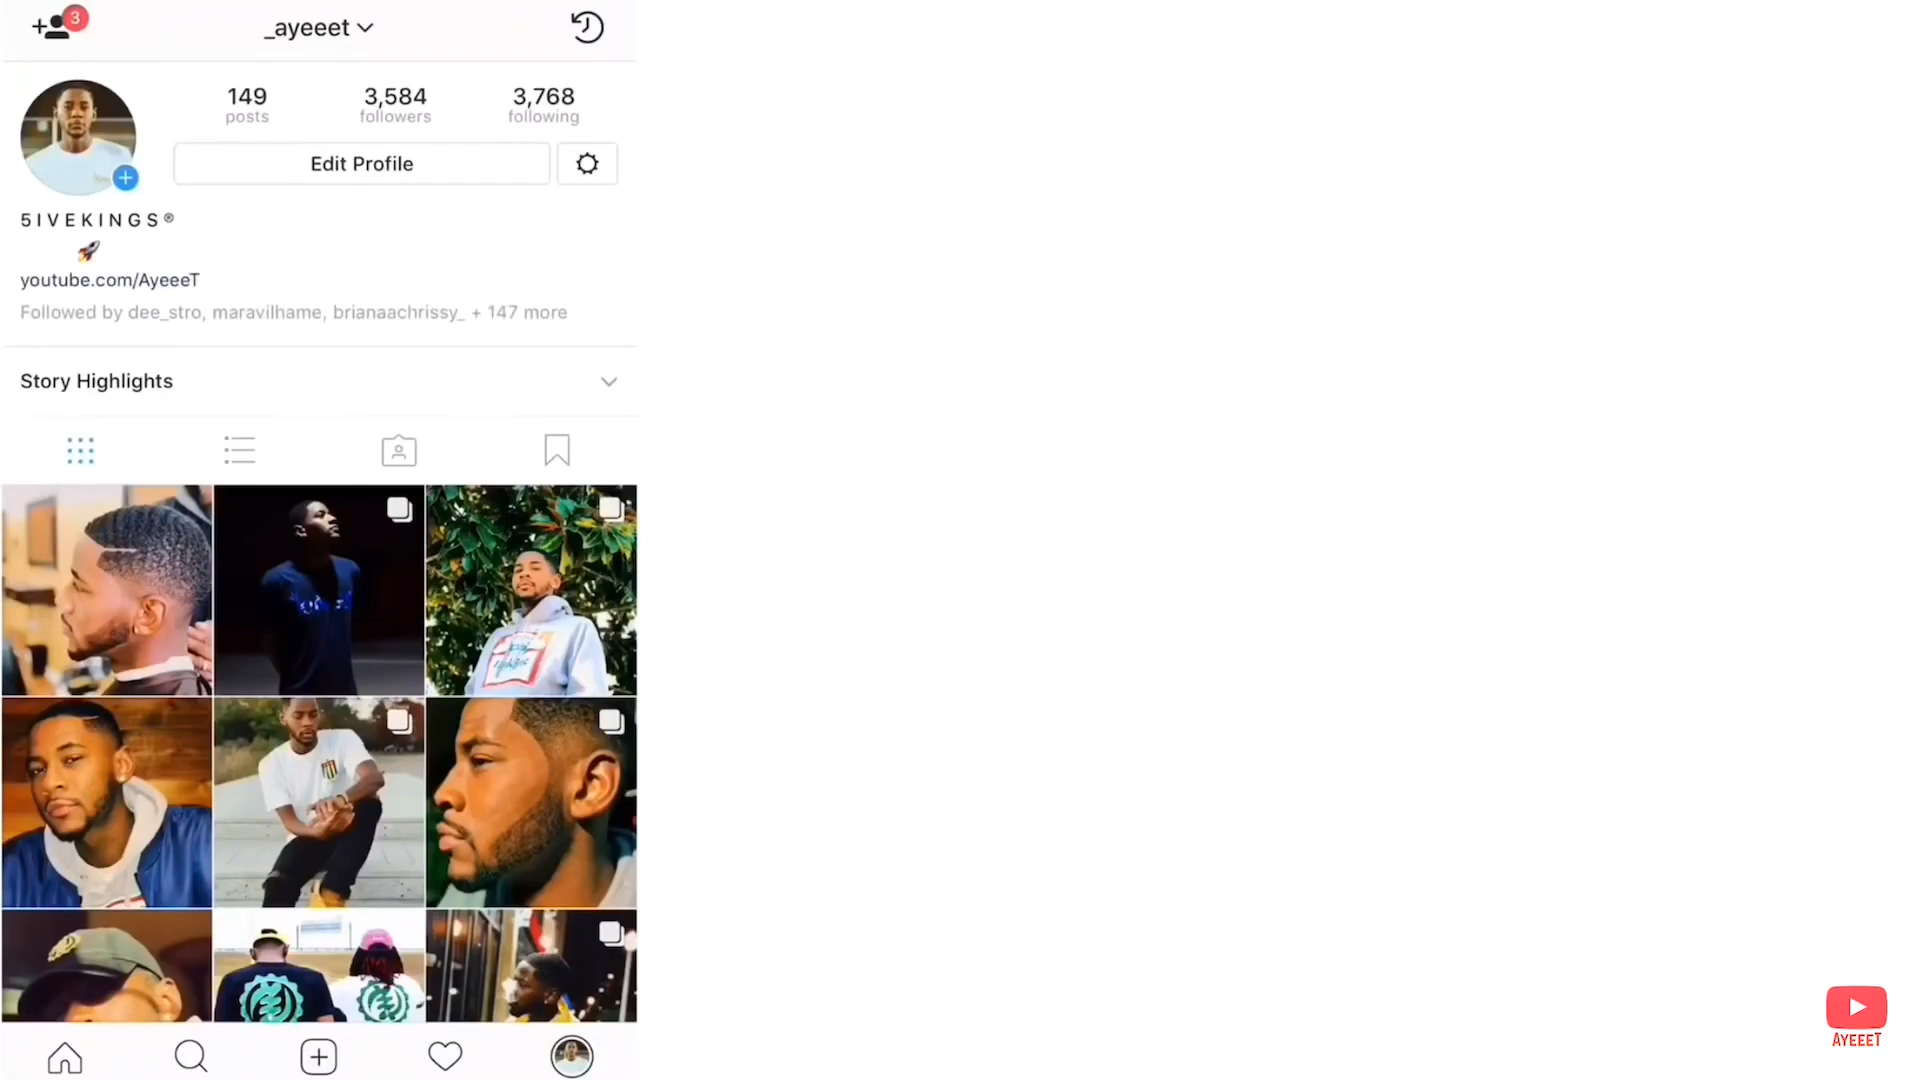 3
_ayeeet
149
posts
3,584
followers
3,768
following
Edit Profile
5IVEKINGS®
youtube.com/AyeeeT
Followed by dee_stro, maravilhame, brianaachrissy_ + 147 more
Story Highlights
AYEEET